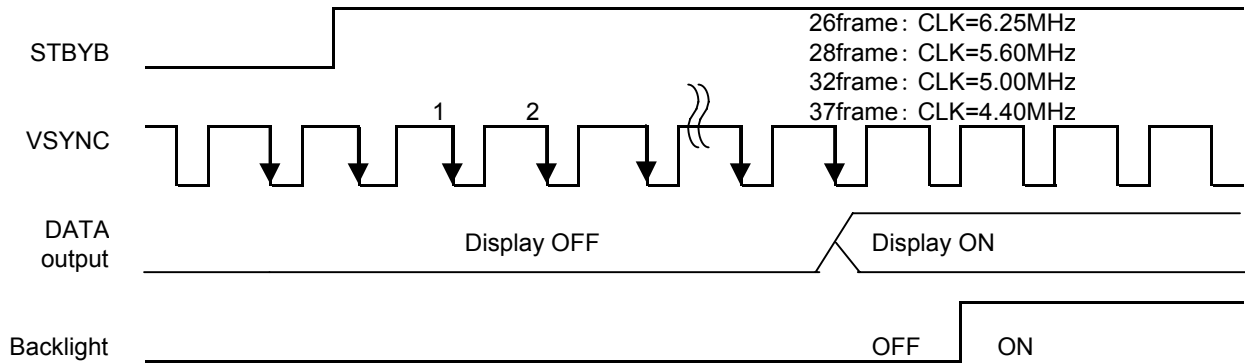 26frame: CLK=6.25MHz
STBYB
28frame: CLK=5.60MHz
32frame: CLK=5.00MHz
1 2
37frame: CLK=4.40MHz
VSYNC
DATA
output
Display OFF
Display ON
Backlight
OFF
ON